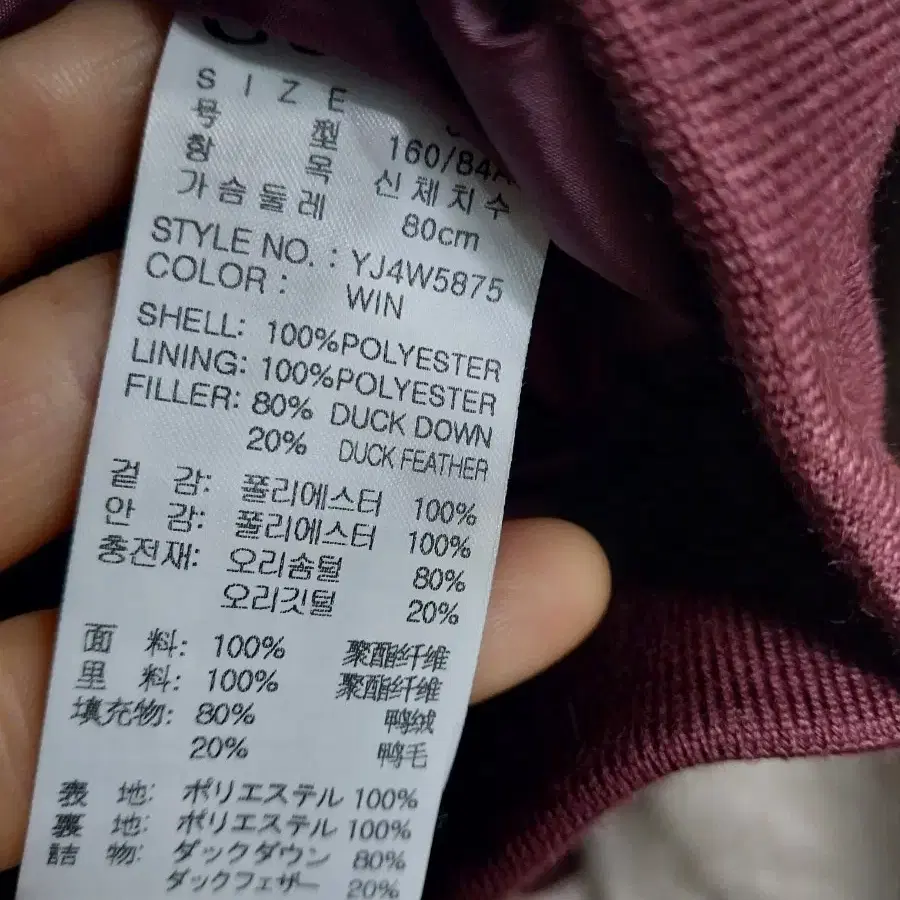 SIZE
号 型 160/84A
항 목 신체치수
가슴둘레 80cm
STYLE NO. : YJ4W5875
COLOR : WIN
SHELL: 100%POLYESTER
LINING: 100%POLYESTER
FILLER: 80% DUCK DOWN
20% DUCK FEATHER
겉 감: 폴리에스터 100%
안 감: 폴리에스터 100%
충전재: 오리솜털 80%
오리깃털 20%
面 料: 100% 聚酯纤维
里 料: 100% 聚酯纤维
填充物: 80% 鸭绒
20% 鸭毛
表 地: ポリエステル 100%
裏 地: ポリエステル 100%
詰 物: ダックダウン 80%
ダックフェザー 20%